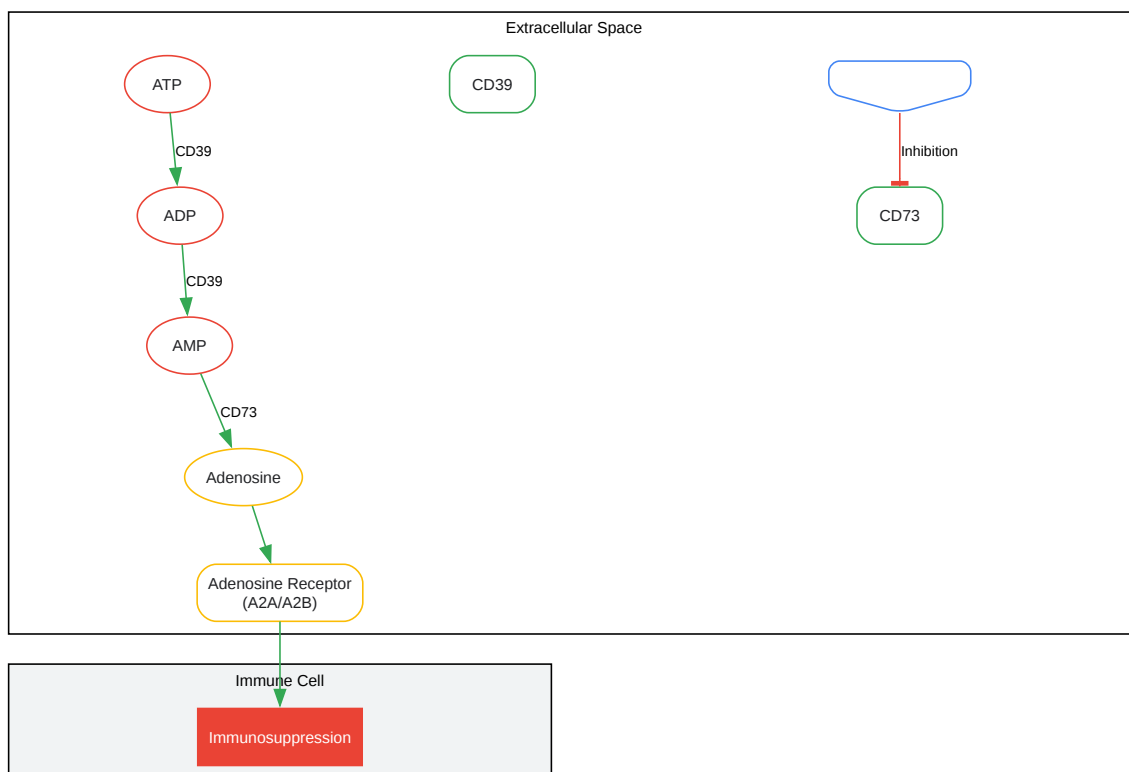 Extracellular Space
ATP
CD39
CD39
Inhibition
ADP
CD73
CD39
AMP
CD73
Adenosine
Adenosine Receptor
(A2A/A2B)
Immune Cell
Immunosuppression